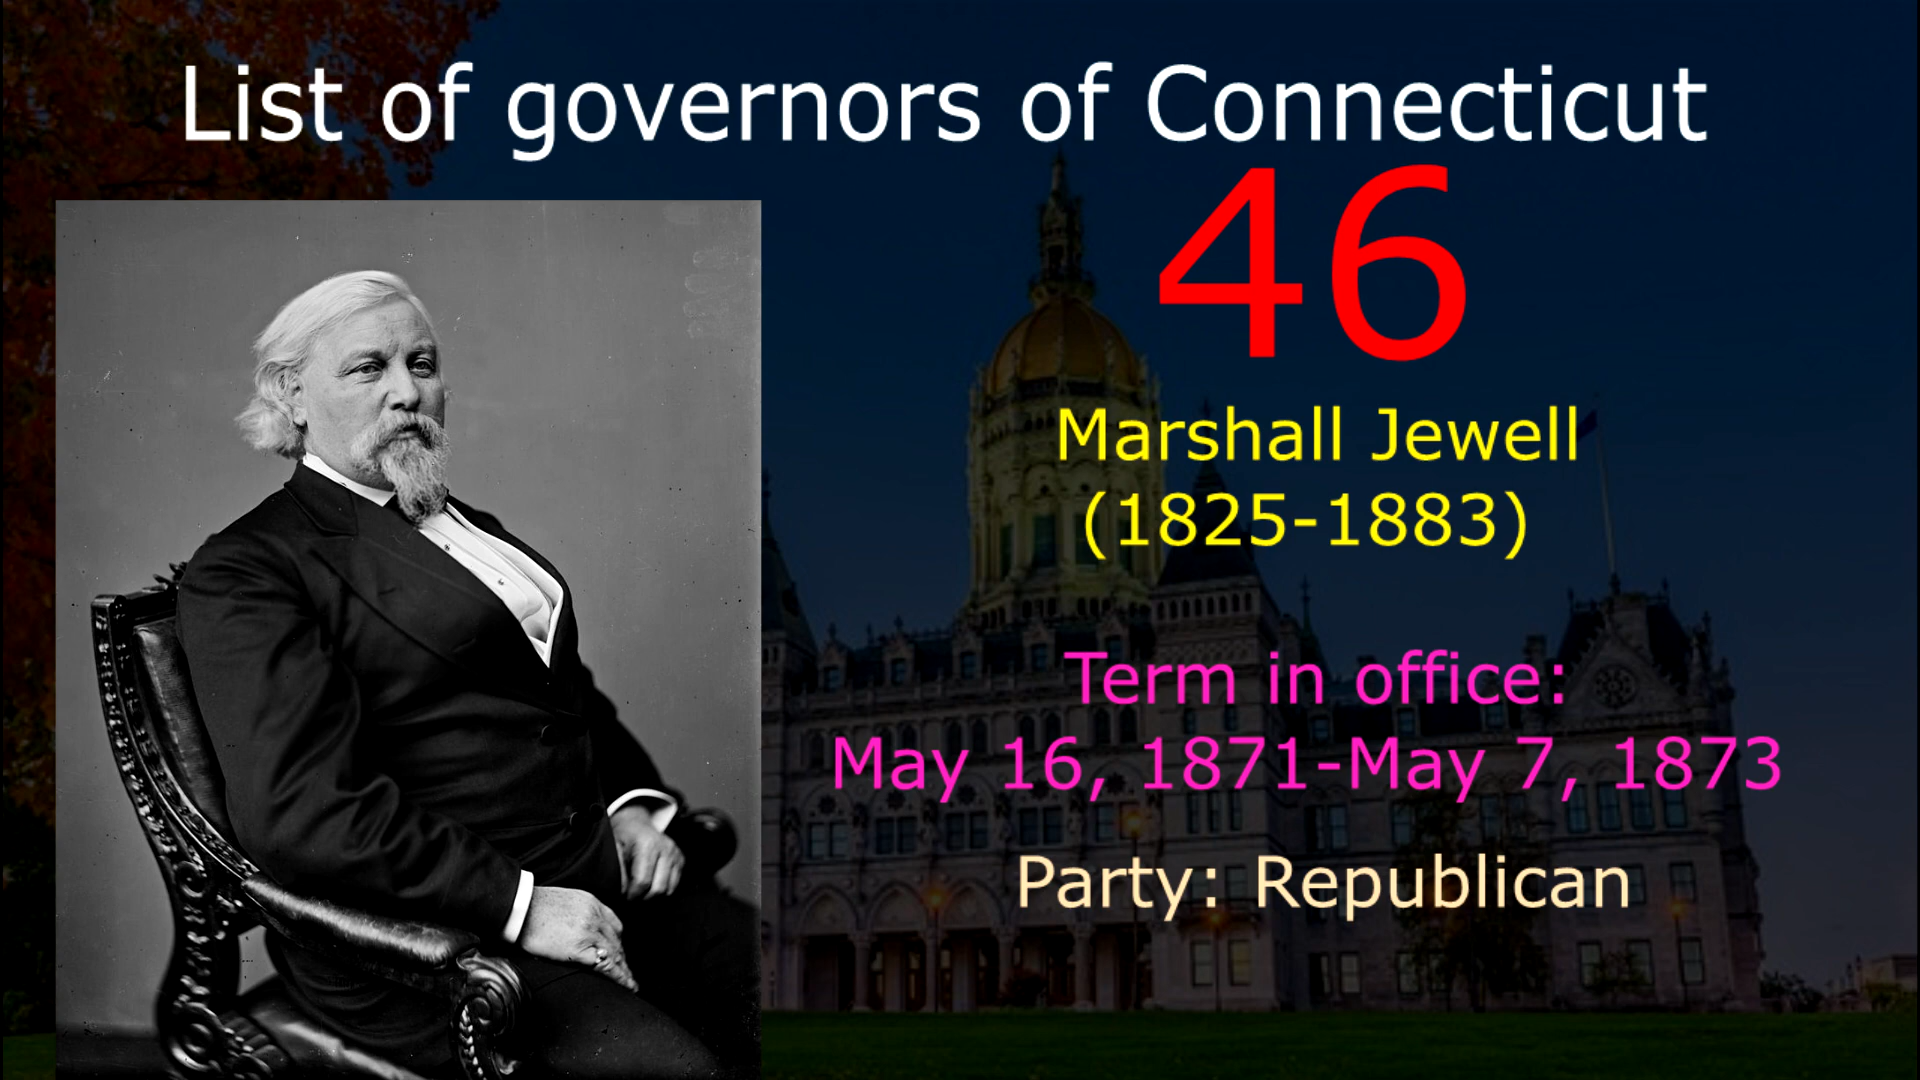 List of governors of Connecticut
46
Marshall Jewell
(1825-1883)
Term in office:
May 16, 1871-May 7, 1873
Party: Republican